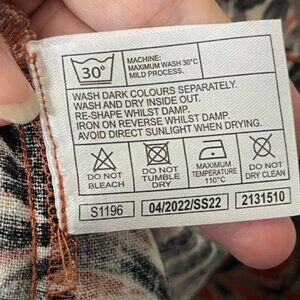 30°
MACHINE:
MAXIMUM WASH 30°C
MILD PROCESS.
WASH DARK COLOURS SEPARATELY.
WASH AND DRY INSIDE OUT.
RE-SHAPE WHILST DAMP.
IRON ON REVERSE WHILST DAMP.
AVOID DIRECT SUNLIGHT WHEN DRYING.
DO NOT
BLEACH
DO NOT
TUMBLE
DRY
MAXIMUM
TEMPERATURE
110°C
DO NOT
DRY CLEAN
S1196 04/2022/SS22 2131510